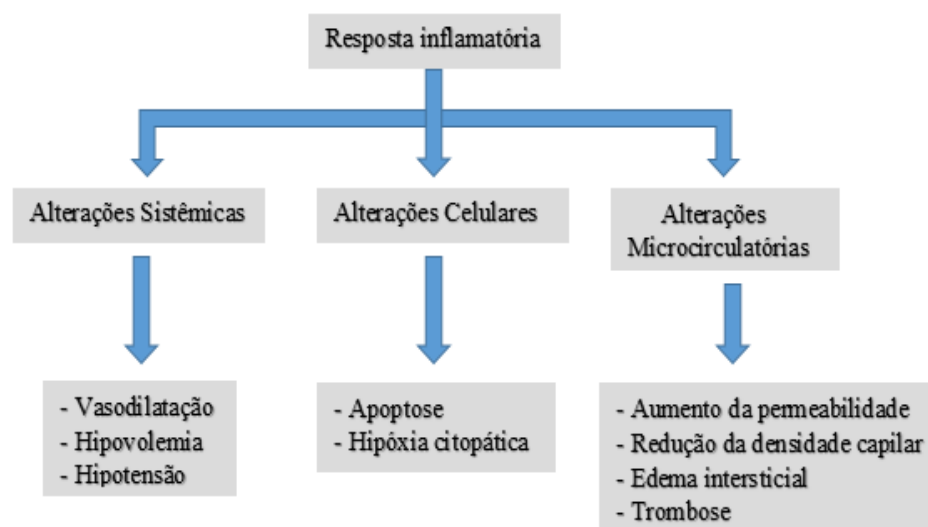 Resposta inflamatória
Alterações Sistêmicas
Alterações Celulares
Alterações
Microcirculatórias
- Vasodilatação
- Hipovolemia
- Hipotensão
- Apoptose
- Hipóxia citopática
- Aumento da permeabilidade
- Redução da densidade capilar
- Edema intersticial
- Trombose